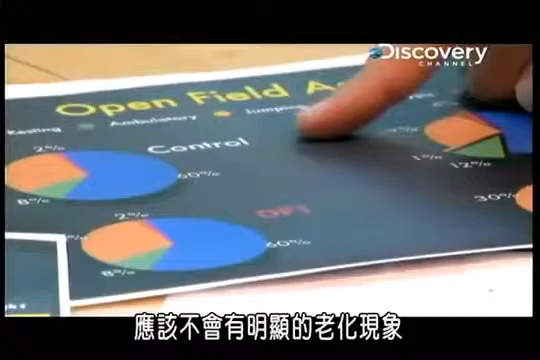 Discovery
CHANNEL
Open Field
Resting Ambulatory Jumping
Control
2%
60%
8%
1%
12%
30%
DFT
2%
60%
8%
應該不會有明顯的老化現象